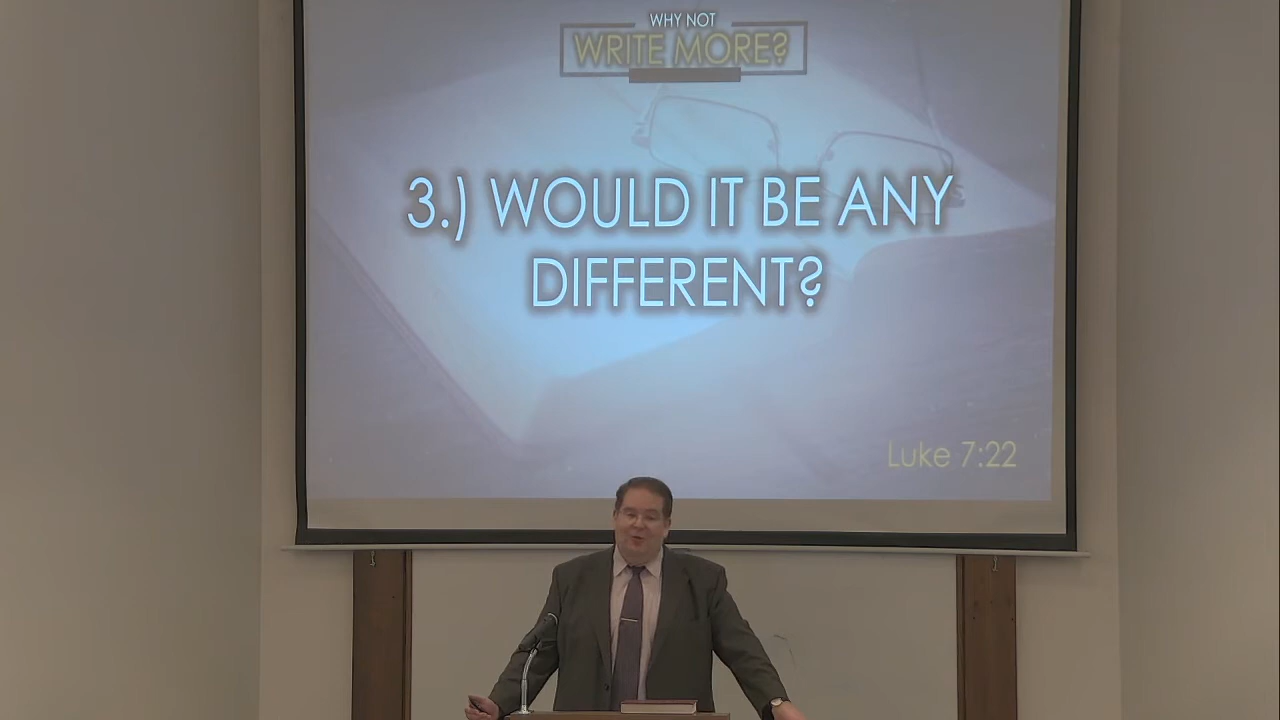 WHY NOT
WRITE MORE?
3.) WOULD IT BE ANY
DIFFERENT?
Luke 7:22